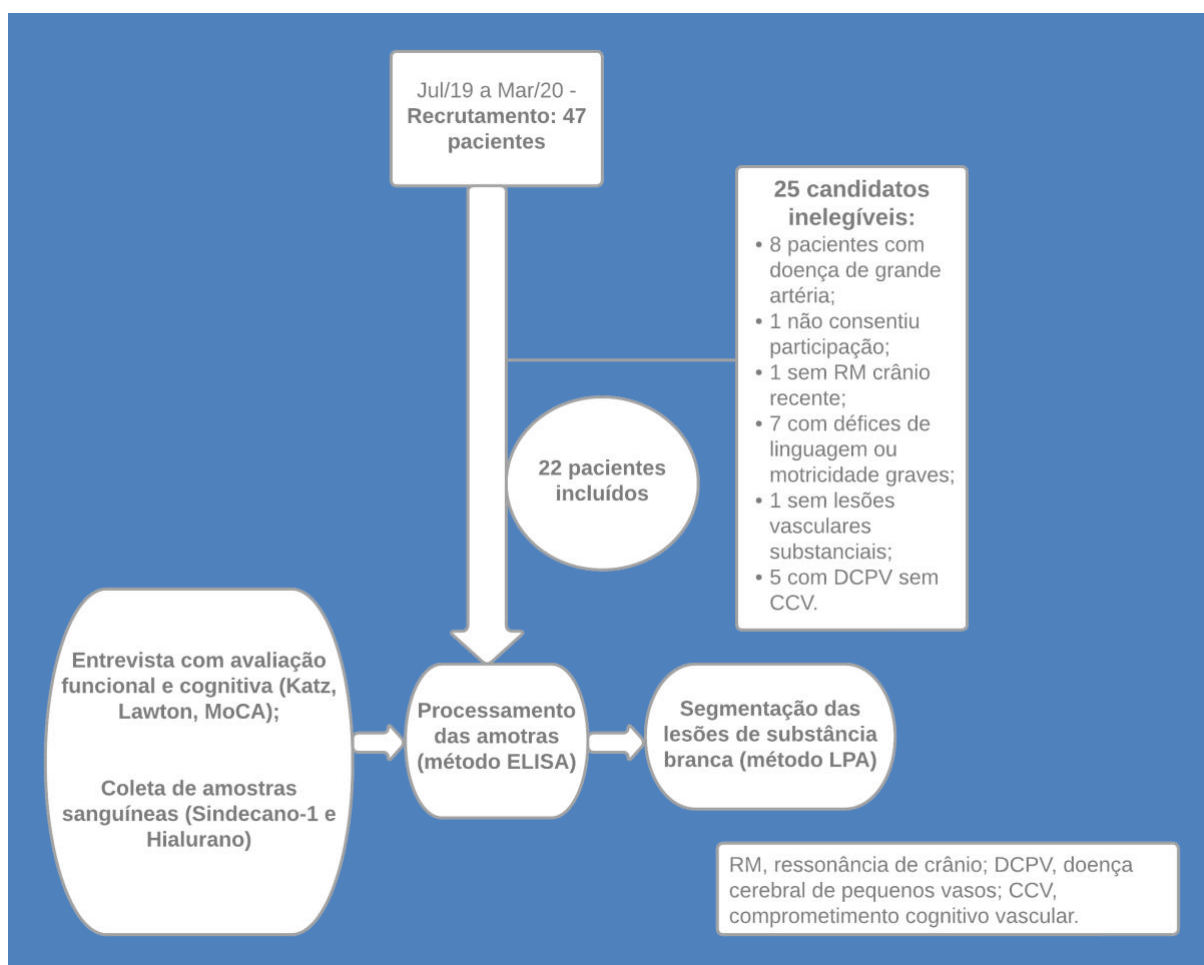 Jul/19 a Mar/20 -
Recrutamento: 47
pacientes
25 candidatos
inelegíveis:
• 8 pacientes com
doença de grande
artéria;
• 1 não consentiu
participação;
• 1 sem RM crânio
recente;
• 7 com défices de
linguagem ou
motricidade graves;
• 1 sem lesões
vasculares
substanciais;
• 5 com DCPV sem
CCV.
22 pacientes
incluídos
Entrevista com avaliação
funcional e cognitiva (Katz,
Lawton, MoCA);
Coleta de amostras
sanguíneas (Sindecano-1 e
Hialurano)
Processamento
das amotras
(método ELISA)
Segmentação das
lesões de substância
branca (método LPA)
RM, ressonância de crânio; DCPV, doença
cerebral de pequenos vasos; CCV,
comprometimento cognitivo vascular.